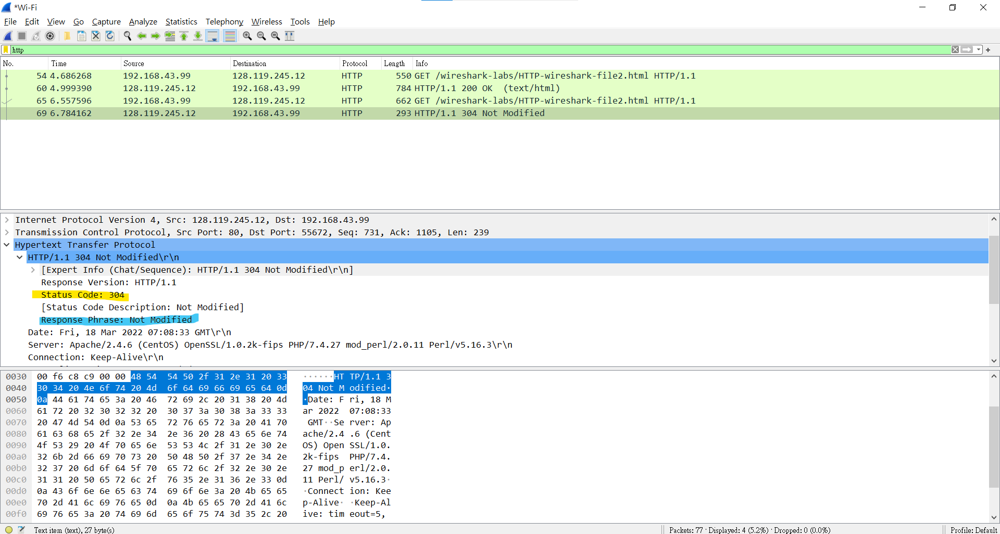 *Wi-Fi
File Edit View Go Capture Analyze Statistics Telephony Wireless Tools Help
http
No. Time Source Destination Protocol Length Info
54 4.686268 192.168.43.99 128.119.245.12 HTTP 550 GET /wireshark-labs/HTTP-wireshark-file2.html HTTP/1.1
60 4.999390 128.119.245.12 192.168.43.99 HTTP 784 HTTP/1.1 200 OK (text/html)
65 6.557596 192.168.43.99 128.119.245.12 HTTP 662 GET /wireshark-labs/HTTP-wireshark-file2.html HTTP/1.1
69 6.784162 128.119.245.12 192.168.43.99 HTTP 293 HTTP/1.1 304 Not Modified
Internet Protocol Version 4, Src: 128.119.245.12, Dst: 192.168.43.99
Transmission Control Protocol, Src Port: 80, Dst Port: 55672, Seq: 731, Ack: 1105, Len: 239
Hypertext Transfer Protocol
HTTP/1.1 304 Not Modified\r\n
[Expert Info (Chat/Sequence): HTTP/1.1 304 Not Modified\r\n]
Response Version: HTTP/1.1
Status Code: 304
[Status Code Description: Not Modified]
Response Phrase: Not Modified
Date: Fri, 18 Mar 2022 07:08:33 GMT\r\n
Server: Apache/2.4.6 (CentOS) OpenSSL/1.0.2k-fips PHP/7.4.27 mod_perl/2.0.11 Perl/v5.16.3\r\n
Connection: Keep-Alive\r\n
0030 00 f6 c8 c9 00 00 48 54 54 50 2f 31 2e 31 20 33 ······HT TP/1.1 3
0040 30 34 20 4e 6f 74 20 4d 6f 64 69 66 69 65 64 0d 04 Not M odified·
0050 0a 44 61 74 65 3a 20 46 72 69 2c 20 31 38 20 4d ·Date: F ri, 18 M
0060 61 72 20 32 30 32 32 20 30 37 3a 30 38 3a 33 33 ar 2022 07:08:33
0070 20 47 4d 54 0d 0a 53 65 72 76 65 72 3a 20 41 70 GMT··Se rver: Ap
0080 61 63 68 65 2f 32 2e 34 2e 36 20 28 43 65 6e 74 ache/2.4 .6 (Cent
0090 4f 53 29 20 4f 70 65 6e 53 53 4c 2f 31 2e 30 2e OS) Open SSL/1.0.
00a0 32 6b 2d 66 69 70 73 20 50 48 50 2f 37 2e 34 2e 2k-fips PHP/7.4.
00b0 32 37 20 6d 6f 64 5f 70 65 72 6c 2f 32 2e 30 2e 27 mod_p erl/2.0.
00c0 31 31 20 50 65 72 6c 2f 76 35 2e 31 36 2e 33 0d 11 Perl/ v5.16.3·
00d0 0a 43 6f 6e 6e 65 63 74 69 6f 6e 3a 20 4b 65 65 ·Connect ion: Kee
00e0 70 2d 41 6c 69 76 65 0d 0a 4b 65 65 70 2d 41 6c p-Alive· ·Keep-Al
00f0 69 76 65 3a 20 74 69 6d 65 6f 75 74 3d 35 2c 20 ive: tim eout=5,
Text item (text), 27 byte(s) Packets: 77 · Displayed: 4 (5.2%) · Dropped: 0 (0.0%) Profile: Default